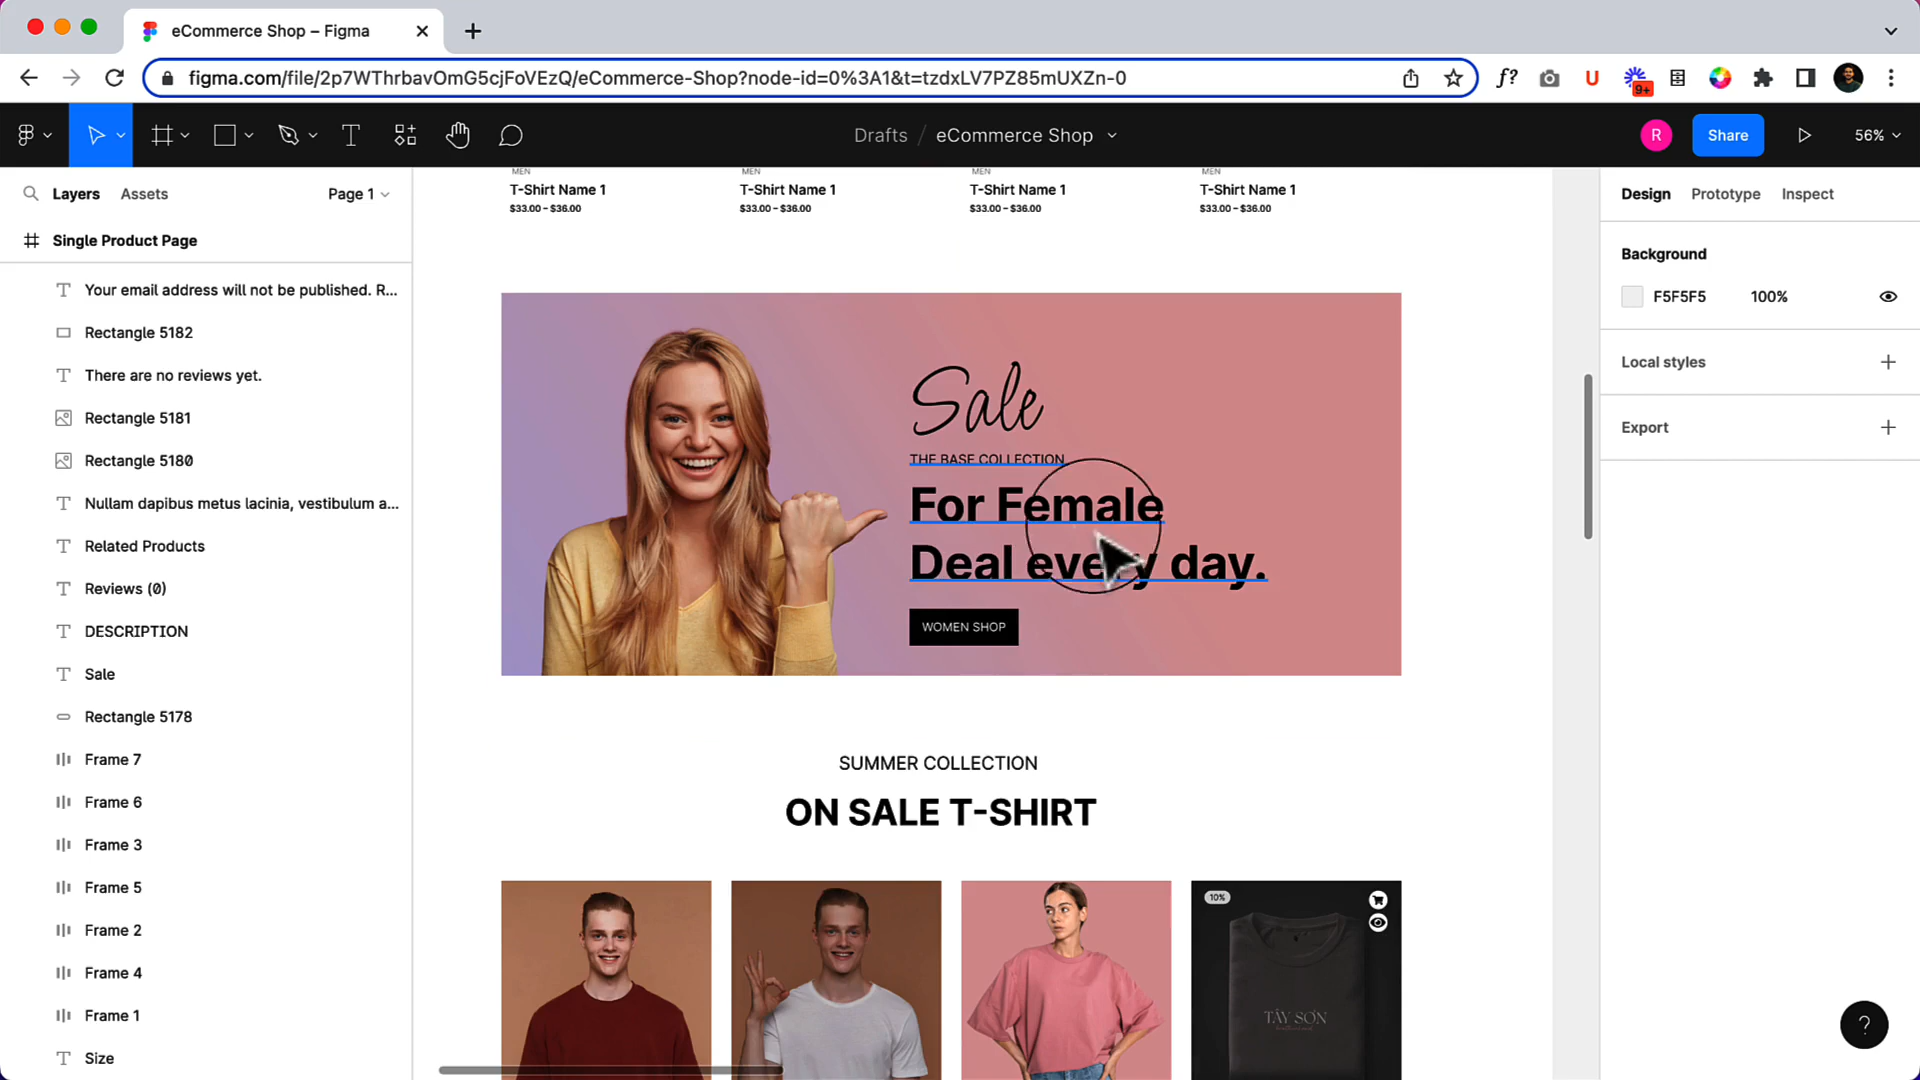 eCommerce Shop – Figma
figma.com/file/2p7WThrbavOmG5cjFoVEzQ/eCommerce-Shop?node-id=0%3A1&t=tzdxLV7PZ85mUXZn-0
f?
U
9+
Drafts / eCommerce Shop
R
Share
56%
Layers
Assets
Page 1
Single Product Page
Your email address will not be published. R...
Rectangle 5182
There are no reviews yet.
Rectangle 5181
Rectangle 5180
Nullam dapibus metus lacinia, vestibulum a...
Related Products
Reviews (0)
DESCRIPTION
Sale
Rectangle 5178
Frame 7
Frame 6
Frame 3
Frame 5
Frame 2
Frame 4
Frame 1
Size
MEN MEN MEN MEN
T-Shirt Name 1 T-Shirt Name 1 T-Shirt Name 1 T-Shirt Name 1
$33.00 – $36.00 $33.00 – $36.00 $33.00 – $36.00 $33.00 – $36.00
Sale
THE BASE COLLECTION
For Female
Deal every day.
WOMEN SHOP
SUMMER COLLECTION
ON SALE T-SHIRT
10%
TÂY SƠN
Design
Prototype
Inspect
Background
F5F5F5 100%
Local styles
Export
?